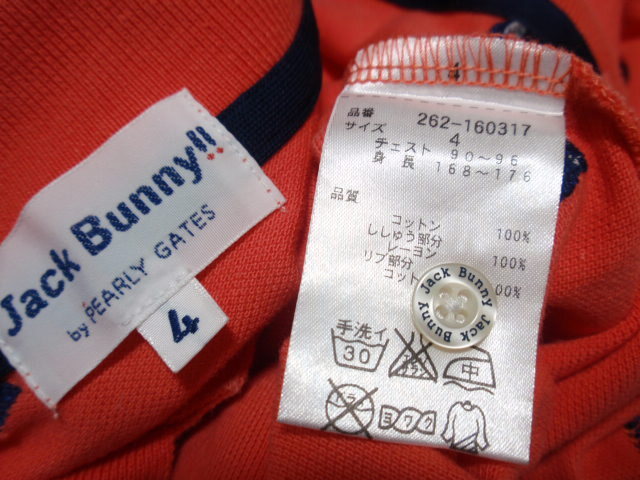 Jack Bunny!!
by PEARLY GATES
4
品番 262-160317
サイズ 4
チェスト 90～96
身長 168～176
品質
コットン 100%
ししゅう部分
レーヨン 100%
リブ部分
コット 00%
Jack Bunny Jack Bunny
手洗イ
30
中
ヨワク